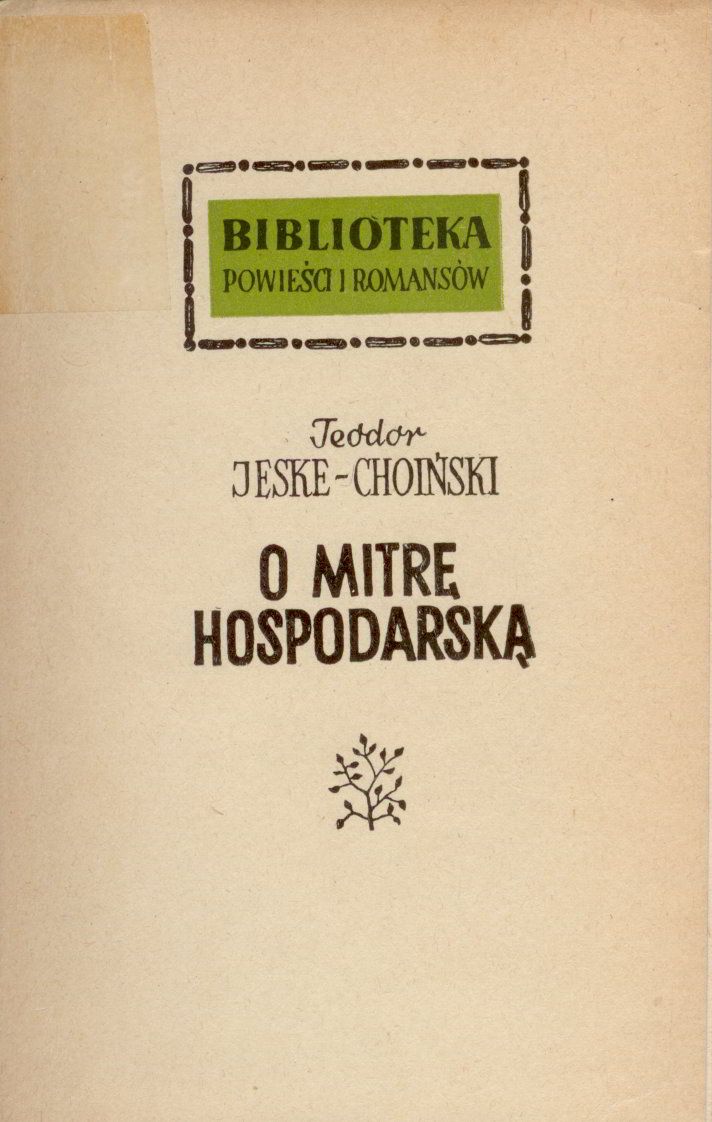 BIBLIOTEKA
POWIEŚCI I ROMANSÓW
Teodor
JESKE-CHOIŃSKI
O MITRĘ
HOSPODARSKĄ